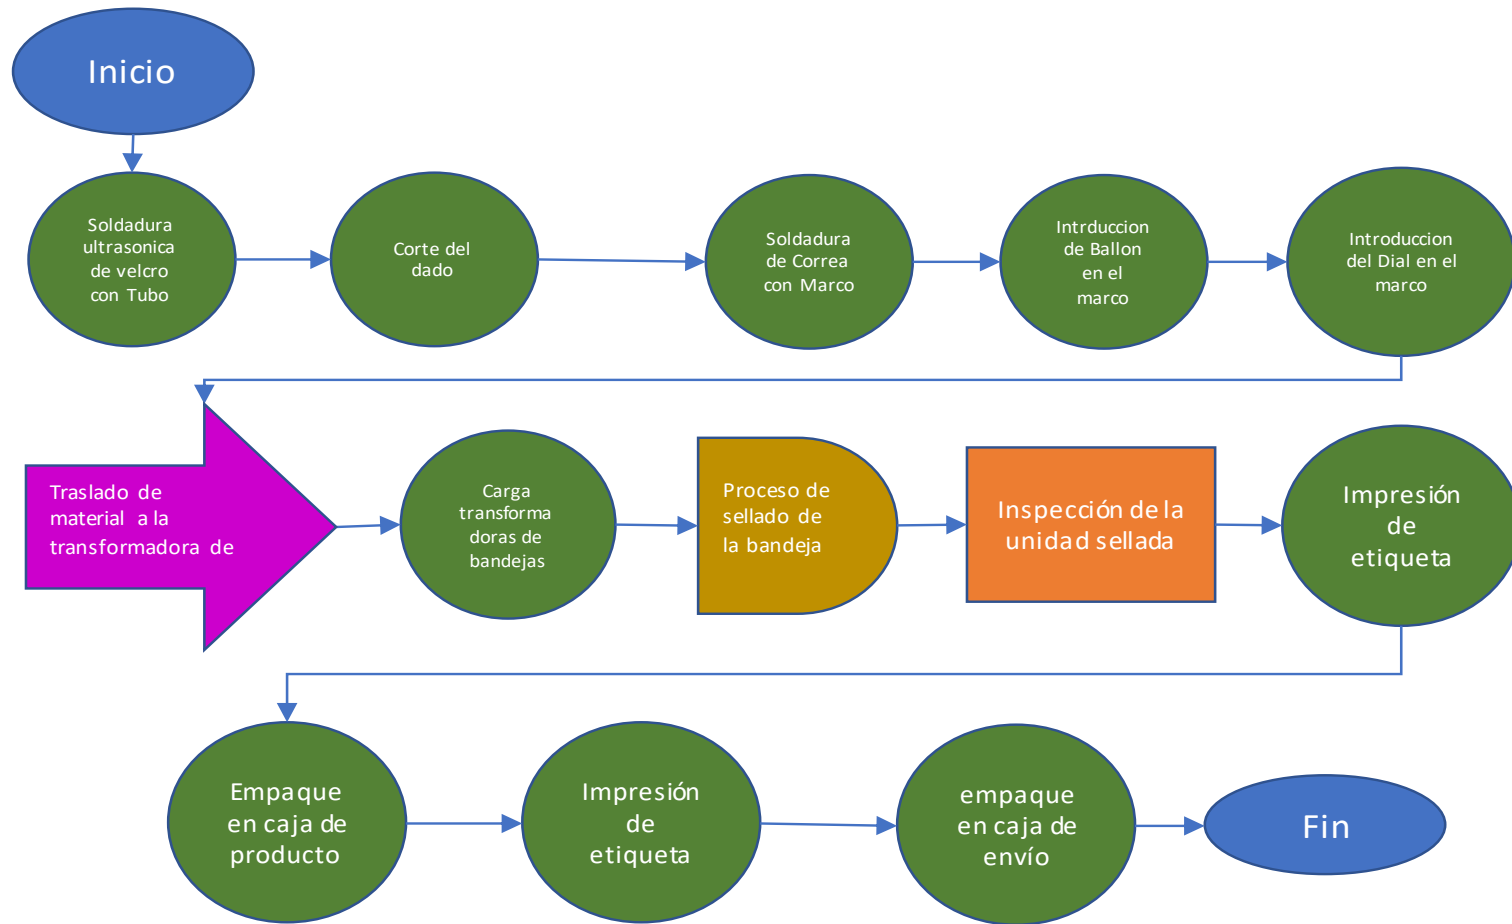 Inicio
Soldadura
ultrasonica
de velcro
con Tubo
Corte del
dado
Soldadura
de Correa
con Marco
Intrduccion
de Ballon
en el
marco
Introduccion
del Dial en el
marco
Traslado de
material a la
transformadora de
Carga
transforma
doras de
bandejas
Proceso de
sellado de
la bandeja
Inspección de la
unidad sellada
Impresión
de
etiqueta
Empaque
en caja de
producto
Impresión
de
etiqueta
empaque
en caja de
envío
Fin